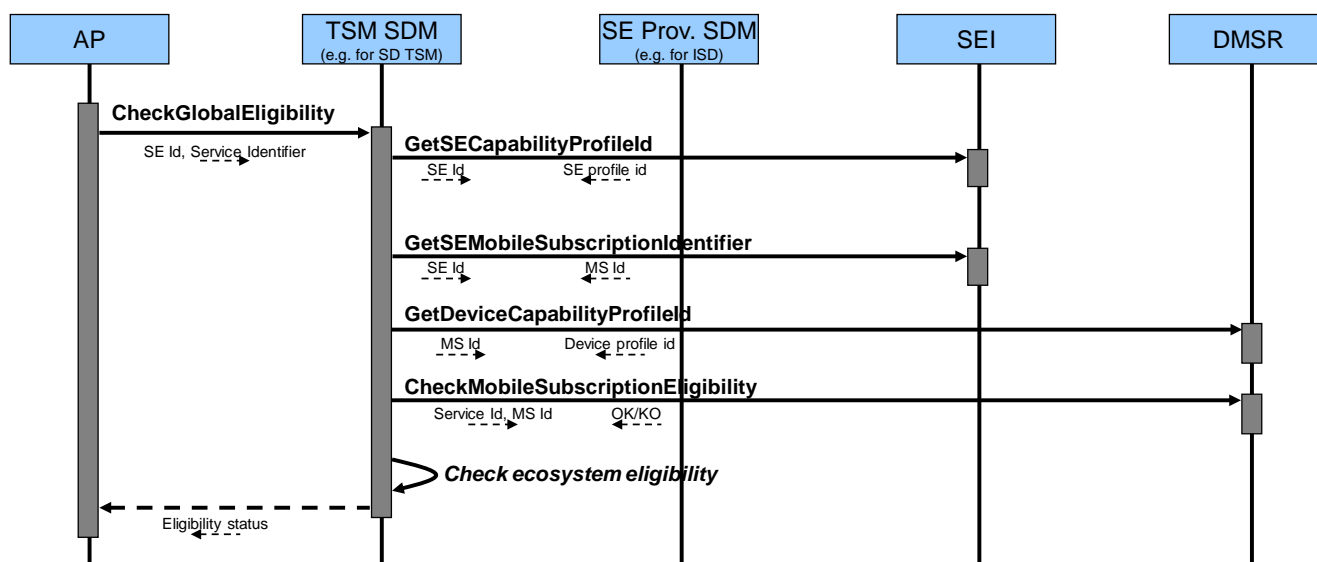 AP
TSM SDM
(e.g. for SD TSM)
SE Prov. SDM
(e.g. for ISD)
SEI
DMSR
CheckGlobalEligibility
SE Id, Service Identifier
GetSECapabilityProfileId
SE Id
SE profile id
GetSEMobileSubscriptionIdentifier
SE Id
MS Id
GetDeviceCapabilityProfileId
MS Id
Device profile id
CheckMobileSubscriptionEligibility
Service Id, MS Id
OK/KO
Check ecosystem eligibility
Eligibility status